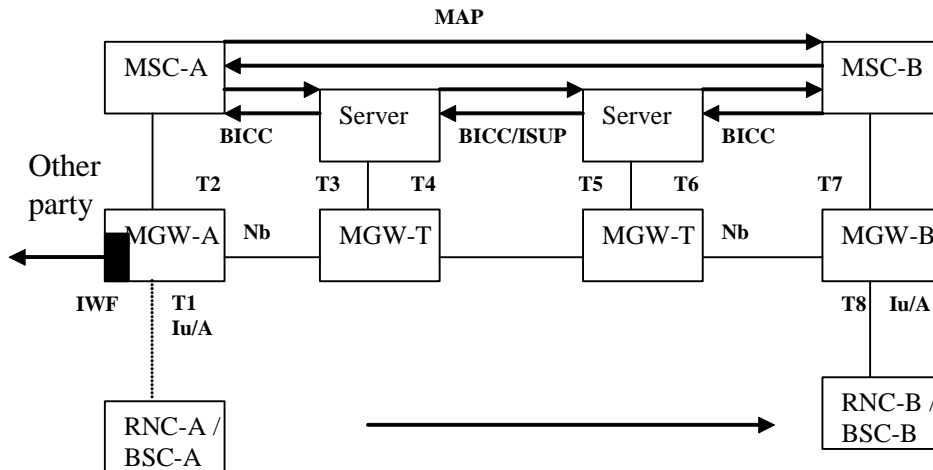 MAP
MSC-A
MSC-B
Server
Server
BICC
BICC/ISUP
BICC
Other
party
T2
T3
T4
T5
T6
T7
MGW-A
Nb
MGW-T
MGW-T
Nb
MGW-B
IWF
T1
Iu/A
T8
Iu/A
RNC-A /
BSC-A
RNC-B /
BSC-B